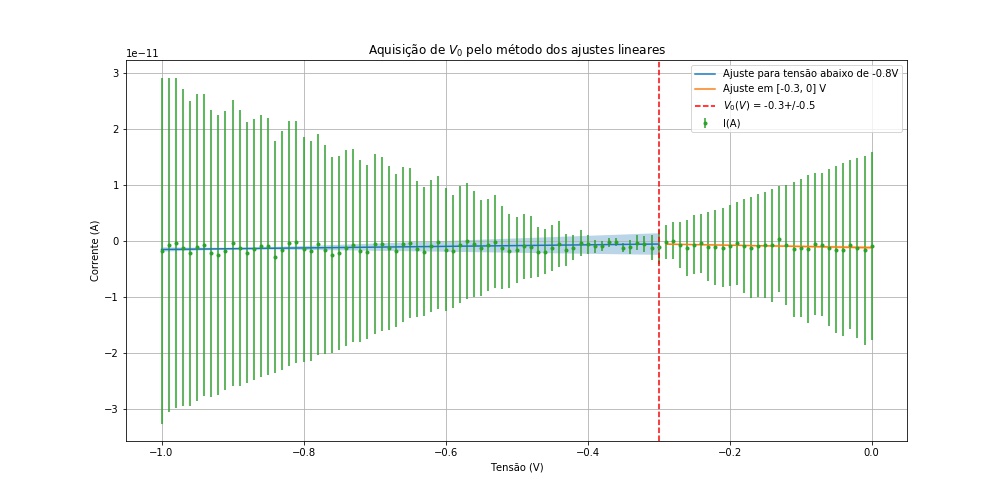 Aquisição de V₀ pelo método dos ajustes lineares
1e−11
3
2
1
0
−1
−2
−3
Corrente (A)
Ajuste para tensão abaixo de -0.8V
Ajuste em [-0.3, 0] V
V₀(V) = -0.3+/-0.5
I(A)
−1.0 −0.8 −0.6 −0.4 −0.2 0.0
Tensão (V)